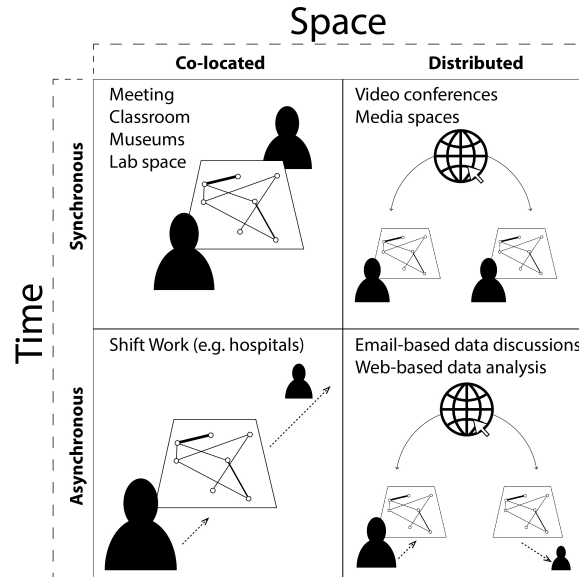 Space
Co-located
Distributed
Time
Synchronous
Meeting
Classroom
Museums
Lab space
Video conferences
Media spaces
Asynchronous
Shift Work (e.g. hospitals)
Email-based data discussions
Web-based data analysis